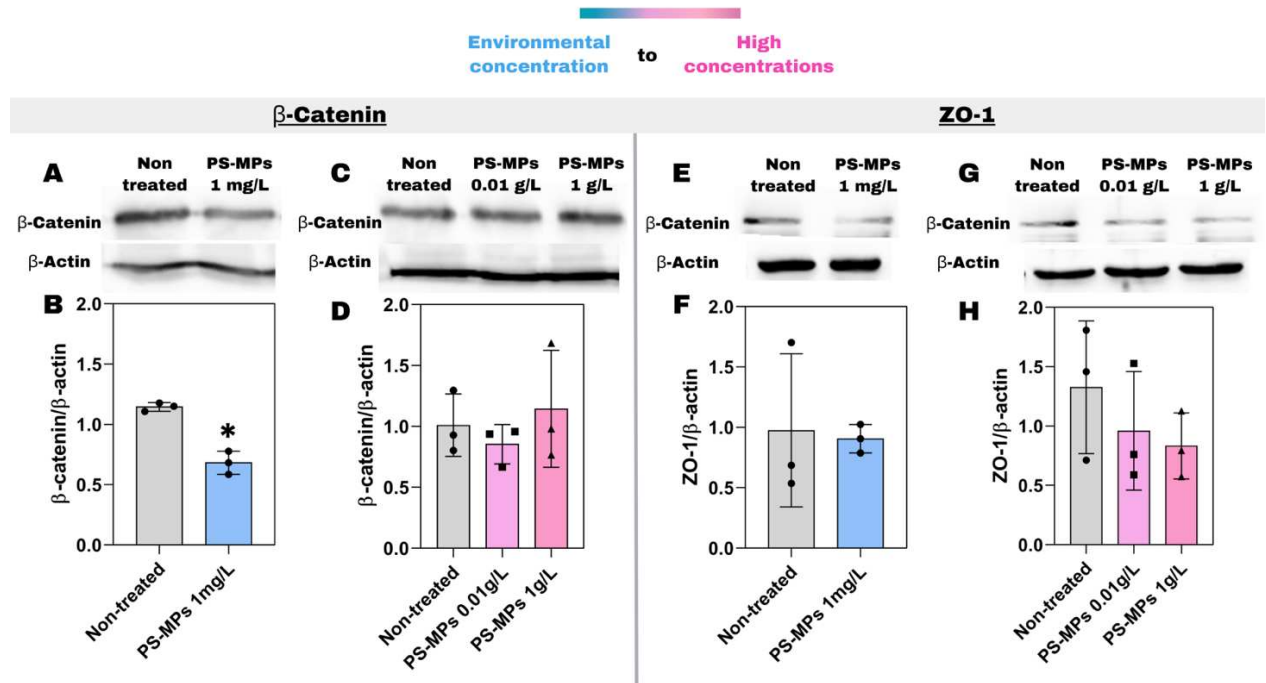 Environmental
concentration
to
High
concentrations
β-Catenin
ZO-1
A
Non
treated
PS-MPs
1 mg/L
β-Catenin
β-Actin
C
Non
treated
PS-MPs
0.01 g/L
PS-MPs
1 g/L
β-Catenin
β-Actin
E
Non
treated
PS-MPs
1 mg/L
β-Catenin
β-Actin
G
Non
treated
PS-MPs
0.01 g/L
PS-MPs
1 g/L
β-Catenin
β-Actin
B
β-catenin/β-actin
2.0
1.5
1.0
0.5
0.0
*
Non-treated
PS-MPs 1mg/L
D
β-catenin/β-actin
2.0
1.5
1.0
0.5
0.0
Non-treated
PS-MPs 0.01g/L
PS-MPs 1g/L
F
ZO-1/β-actin
2.0
1.5
1.0
0.5
0.0
Non-treated
PS-MPs 1mg/L
H
ZO-1/β-actin
2.0
1.5
1.0
0.5
0.0
Non-treated
PS-MPs 0.01g/L
PS-MPs 1g/L